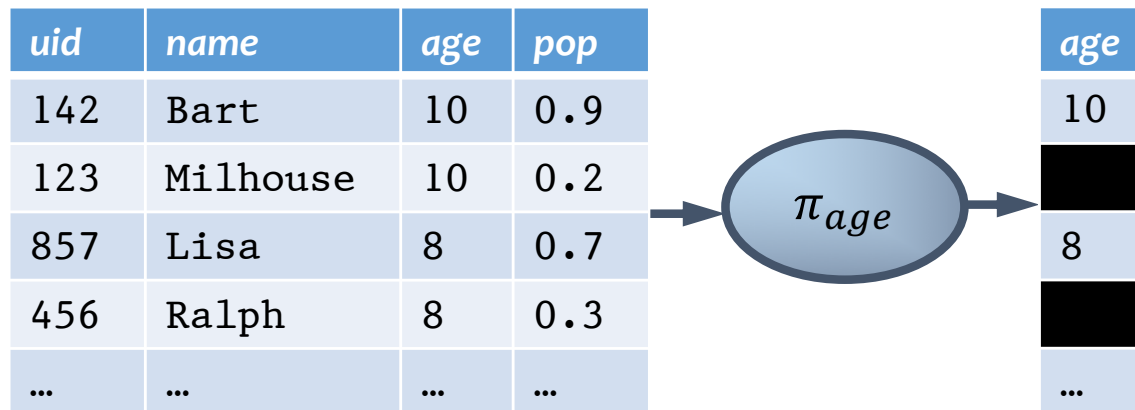 uid name age pop age
142 Bart 10 0.9 10
123 Milhouse 10 0.2
π age
857 Lisa 8 0.7 8
456 Ralph 8 0.3
… … … … …